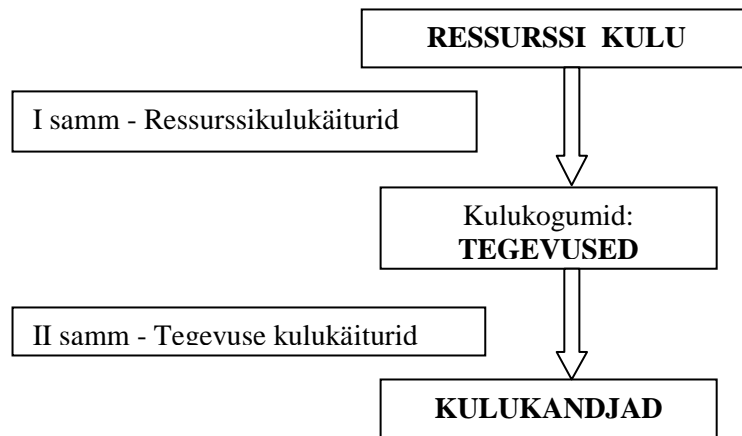 RESSURSSI KULU
I samm - Ressurssikulukäiturid
Kulukogumid:
TEGEVUSED
II samm - Tegevuse kulukäiturid
KULUKANDJAD